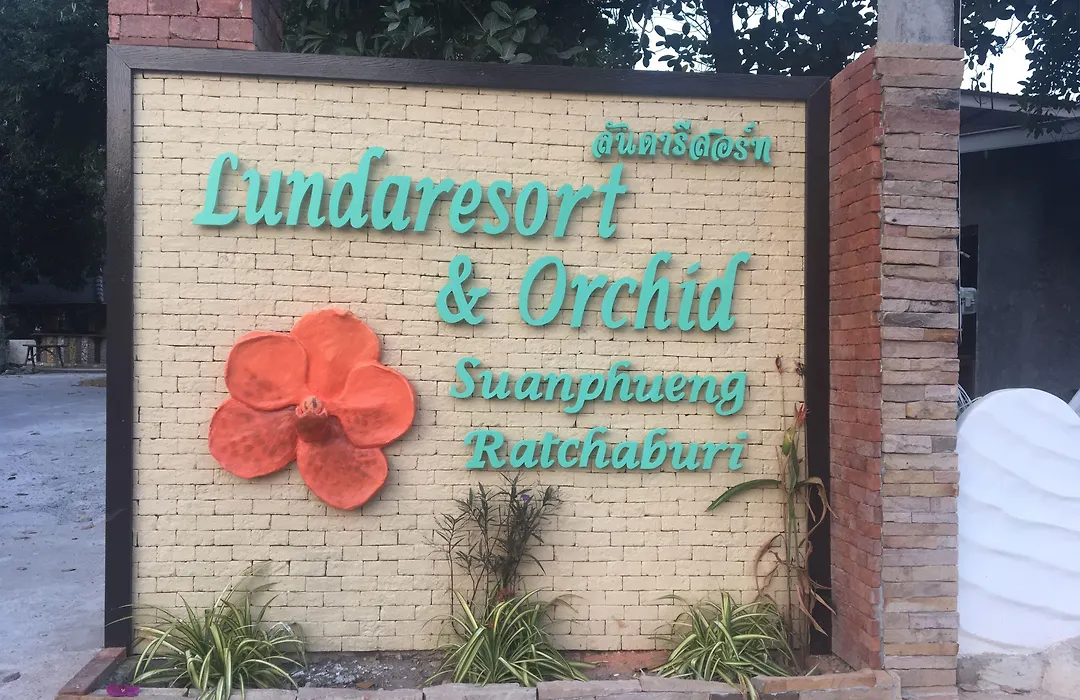 ลันดารีสอร์ท
Lundaresort
& Orchid
Suanphueng
Ratchaburi